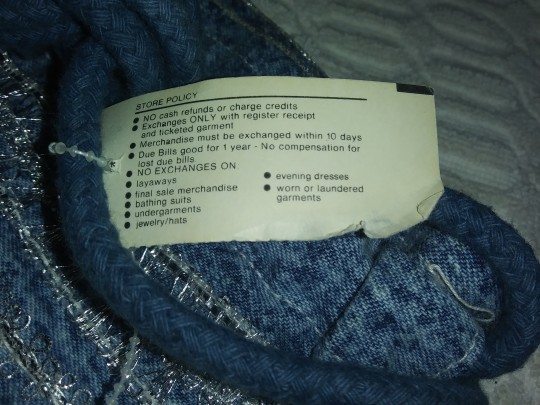 STORE POLICY
● NO cash refunds or charge credits
● Exchanges ONLY with register receipt
and ticketed garment
● Merchandise must be exchanged within 10 days
● Due Bills good for 1 year - No compensation for
lost due bills
● NO EXCHANGES ON:
● layaways
● final sale merchandise
● bathing suits
● undergarments
● jewelry/hats
● evening dresses
● worn or laundered
garments